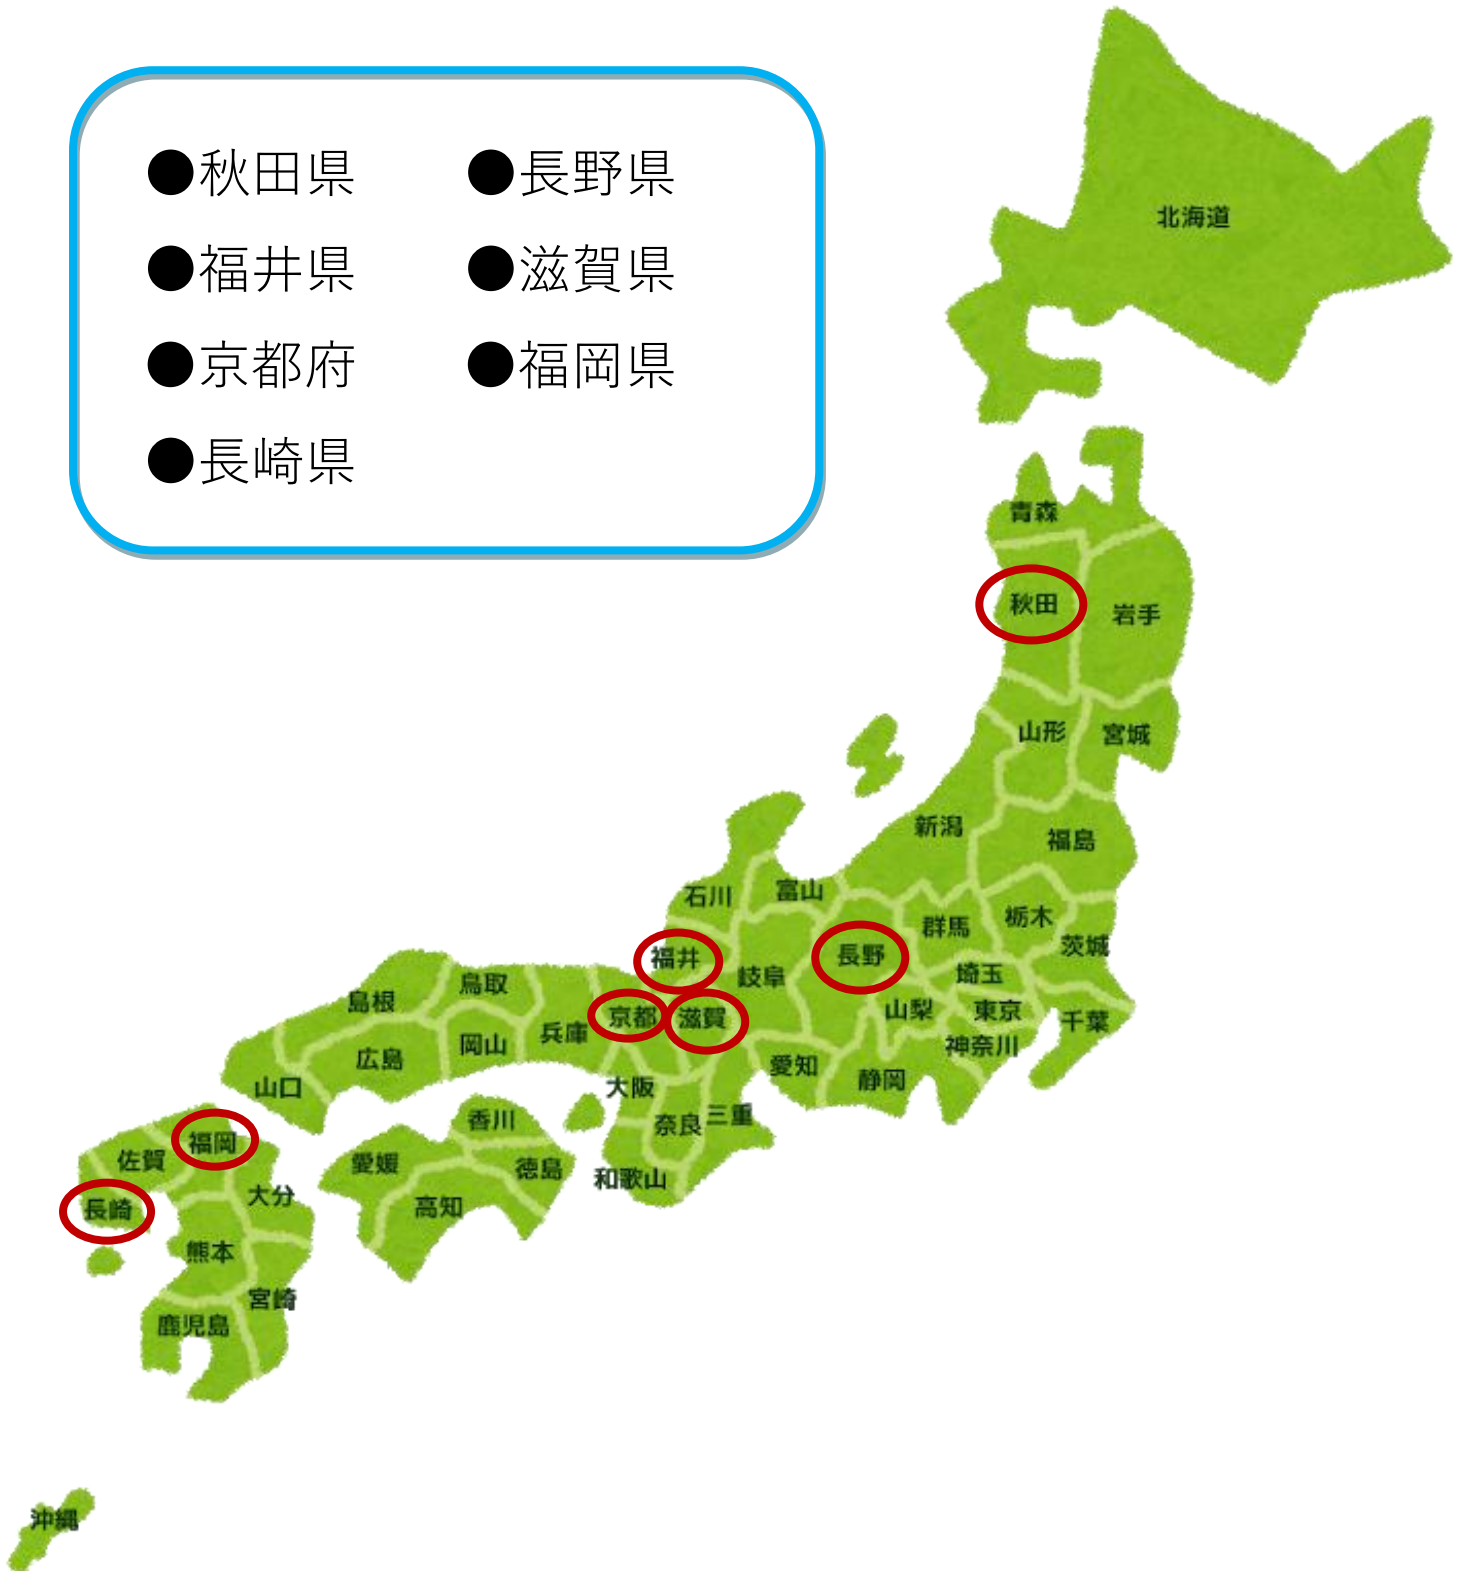 ●秋田県 ●長野県
●福井県 ●滋賀県
●京都府 ●福岡県
●長崎県
北海道
青森
秋田
岩手
山形
宮城
新潟
福島
石川
富山
群馬
栃木
茨城
福井
岐阜
長野
埼玉
島根
鳥取
兵庫
京都
滋賀
山梨
東京
千葉
広島
岡山
神奈川
山口
大阪
愛知
静岡
香川
奈良
三重
佐賀
福岡
愛媛
徳島
和歌山
長崎
大分
高知
熊本
宮崎
鹿児島
沖縄